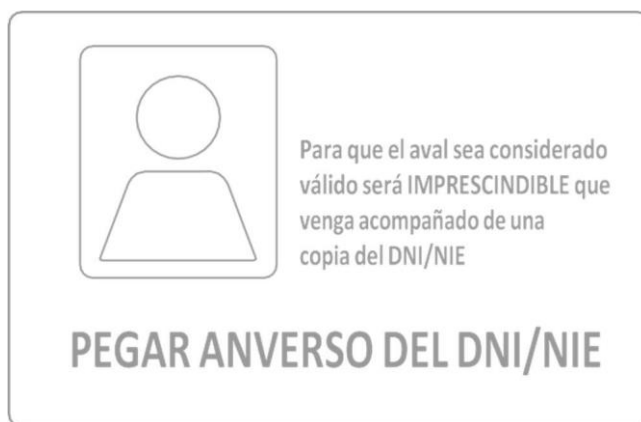 Para que el aval sea considerado
válido será IMPRESCINDIBLE que
venga acompañado de una
copia del DNI/NIE
PEGAR ANVERSO DEL DNI/NIE